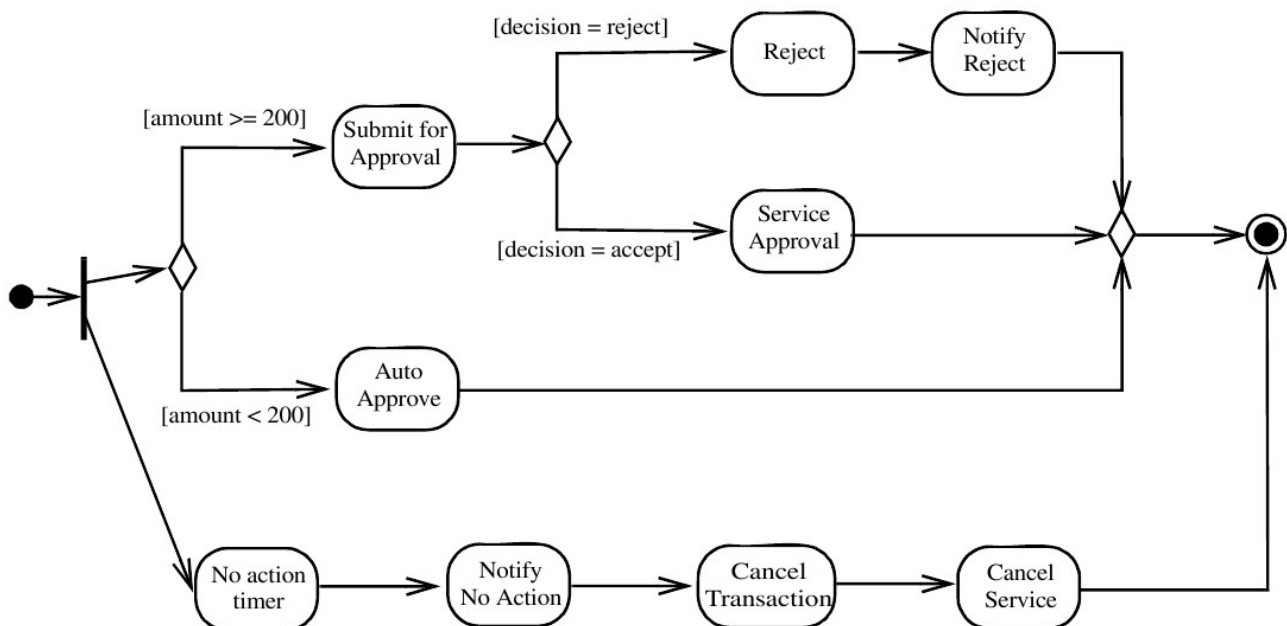 [decision = reject]
Reject
Notify
Reject
[amount >= 200]
Submit for
Approval
Service
Approval
[decision = accept]
Auto
Approve
[amount < 200]
No action
timer
Notify
No Action
Cancel
Transaction
Cancel
Service